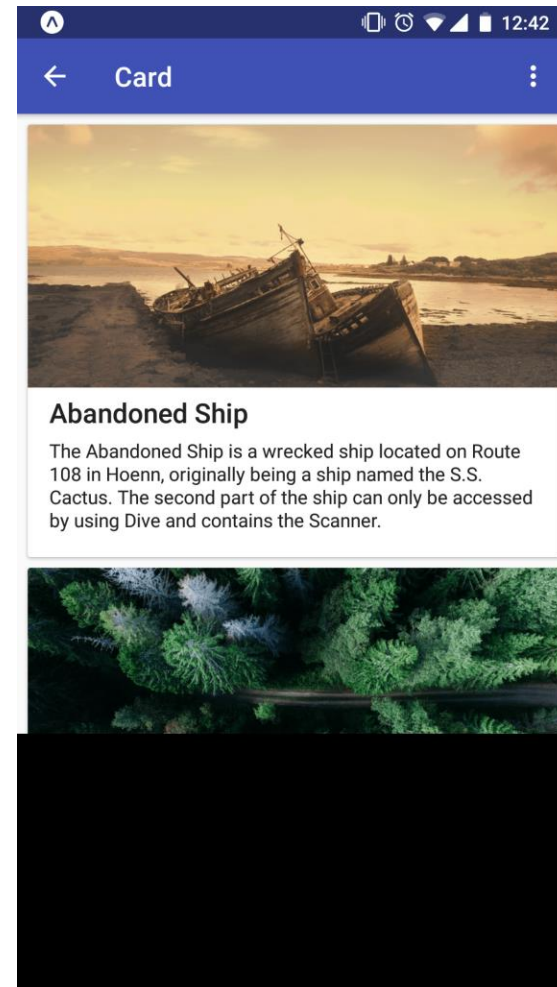 12:42
Card
Abandoned Ship
The Abandoned Ship is a wrecked ship located on Route
108 in Hoenn, originally being a ship named the S.S.
Cactus. The second part of the ship can only be accessed
by using Dive and contains the Scanner.